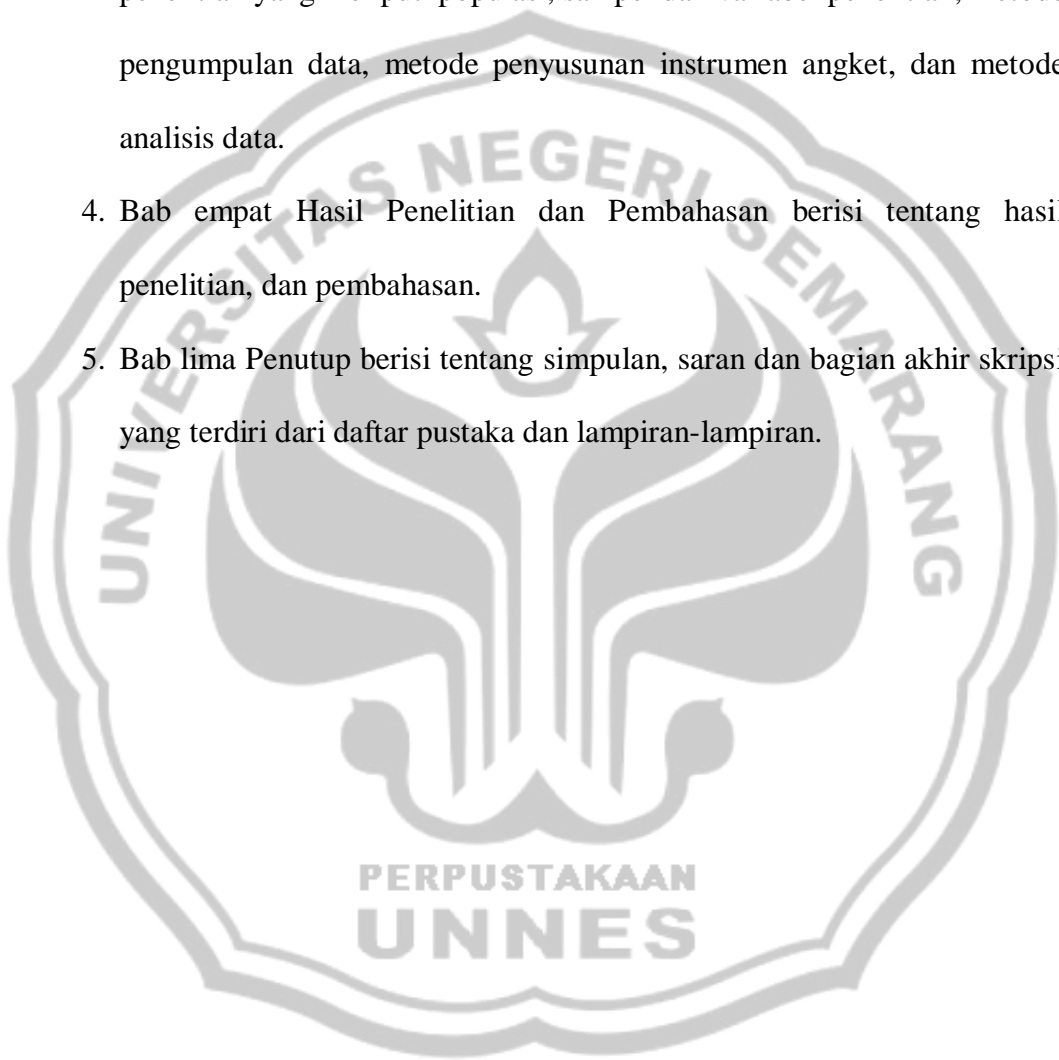 pengumpulan data, metode penyusunan instrumen angket, dan metode
analisis data.
4. Bab empat Hasil Penelitian dan Pembahasan berisi tentang hasil
penelitian, dan pembahasan.
5. Bab lima Penutup berisi tentang simpulan, saran dan bagian akhir skripsi
yang terdiri dari daftar pustaka dan lampiran-lampiran.
UNIVERSITAS NEGERI SEMARANG
PERPUSTAKAAN
UNNES